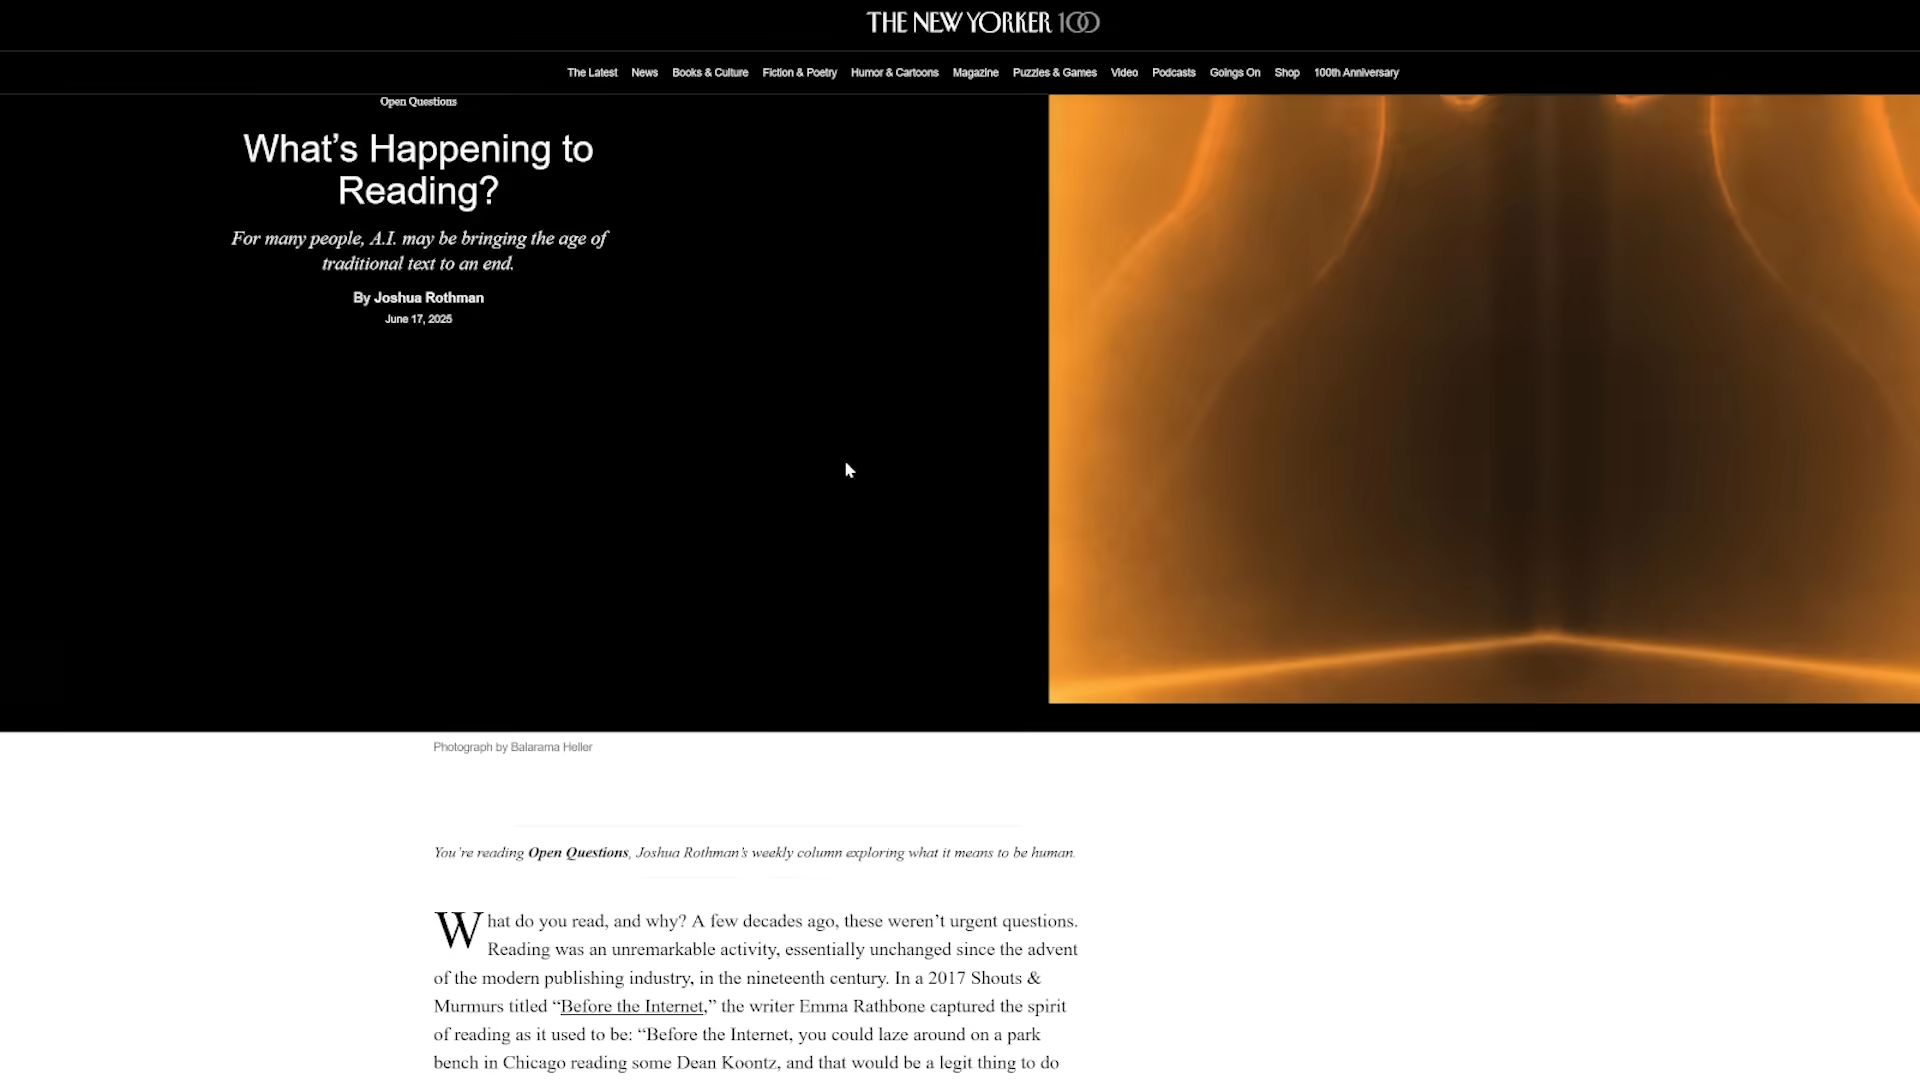 THE NEW YORKER 100
The Latest News Books & Culture Fiction & Poetry Humor & Cartoons Magazine Puzzles & Games Video Podcasts Goings On Shop 100th Anniversary
Open Questions
What's Happening to
Reading?
For many people, A.I. may be bringing the age of
traditional text to an end.
By Joshua Rothman
June 17, 2025
Photograph by Balarama Heller
You're reading Open Questions, Joshua Rothman's weekly column exploring what it means to be human.
What do you read, and why? A few decades ago, these weren't urgent questions.
Reading was an unremarkable activity, essentially unchanged since the advent
of the modern publishing industry, in the nineteenth century. In a 2017 Shouts &
Murmurs titled “Before the Internet,” the writer Emma Rathbone captured the spirit
of reading as it used to be: “Before the Internet, you could laze around on a park
bench in Chicago reading some Dean Koontz, and that would be a legit thing to do